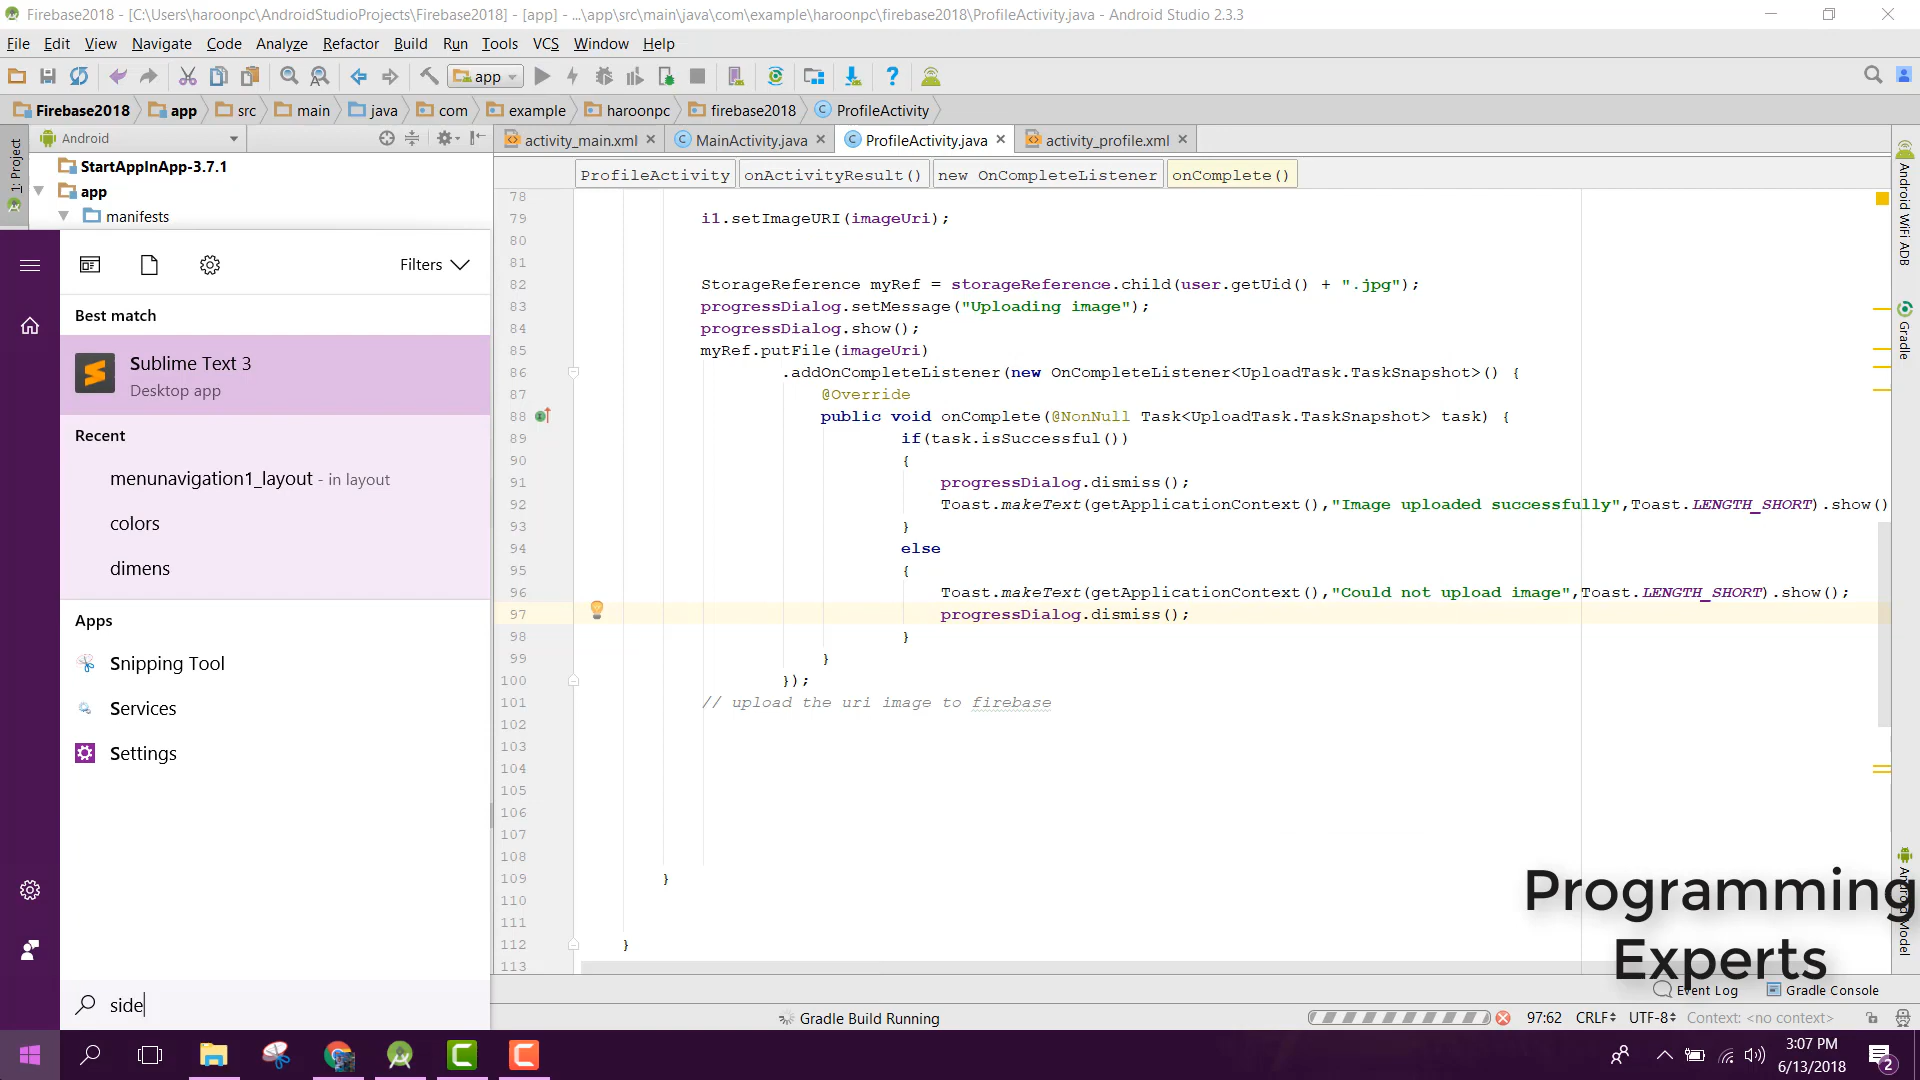 Firebase2018 - [C:\Users\haroonpc\AndroidStudioProjects\Firebase2018] - [app] - ...\app\src\main\java\com\example\haroonpc\firebase2018\ProfileActivity.java - Android Studio 2.3.3
File Edit View Navigate Code Analyze Refactor Build Run Tools VCS Window Help
app
Firebase2018 app src main java com example haroonpc firebase2018 ProfileActivity
1: Project
Android
activity_main.xml MainActivity.java ProfileActivity.java activity_profile.xml
StartAppInApp-3.7.1
app
manifests
ProfileActivity onActivityResult() new OnCompleteListener onComplete()
78
79 i1.setImageURI(imageUri);
80
81
82 StorageReference myRef = storageReference.child(user.getUid() + ".jpg");
83 progressDialog.setMessage("Uploading image");
84 progressDialog.show();
85 myRef.putFile(imageUri)
86 .addOnCompleteListener(new OnCompleteListener<UploadTask.TaskSnapshot>() {
87 @Override
88 public void onComplete(@NonNull Task<UploadTask.TaskSnapshot> task) {
89 if(task.isSuccessful())
90 {
91 progressDialog.dismiss();
92 Toast.makeText(getApplicationContext(),"Image uploaded successfully",Toast.LENGTH_SHORT).show()
93 }
94 else
95 {
96 Toast.makeText(getApplicationContext(),"Could not upload image",Toast.LENGTH_SHORT).show();
97 progressDialog.dismiss();
98 }
99 }
100 });
101 // upload the uri image to firebase
102
103
104
105
106
107
108
109 }
110
111
112 }
113
Filters
Best match
Sublime Text 3
Desktop app
Recent
menunavigation1_layout - in layout
colors
dimens
Apps
Snipping Tool
Services
Settings
side
Android WiFi ADB
Gradle
Android Model
Programming
Experts
Event Log Gradle Console
Gradle Build Running
97:62 CRLF UTF-8 Context: <no context>
3:07 PM
6/13/2018
2